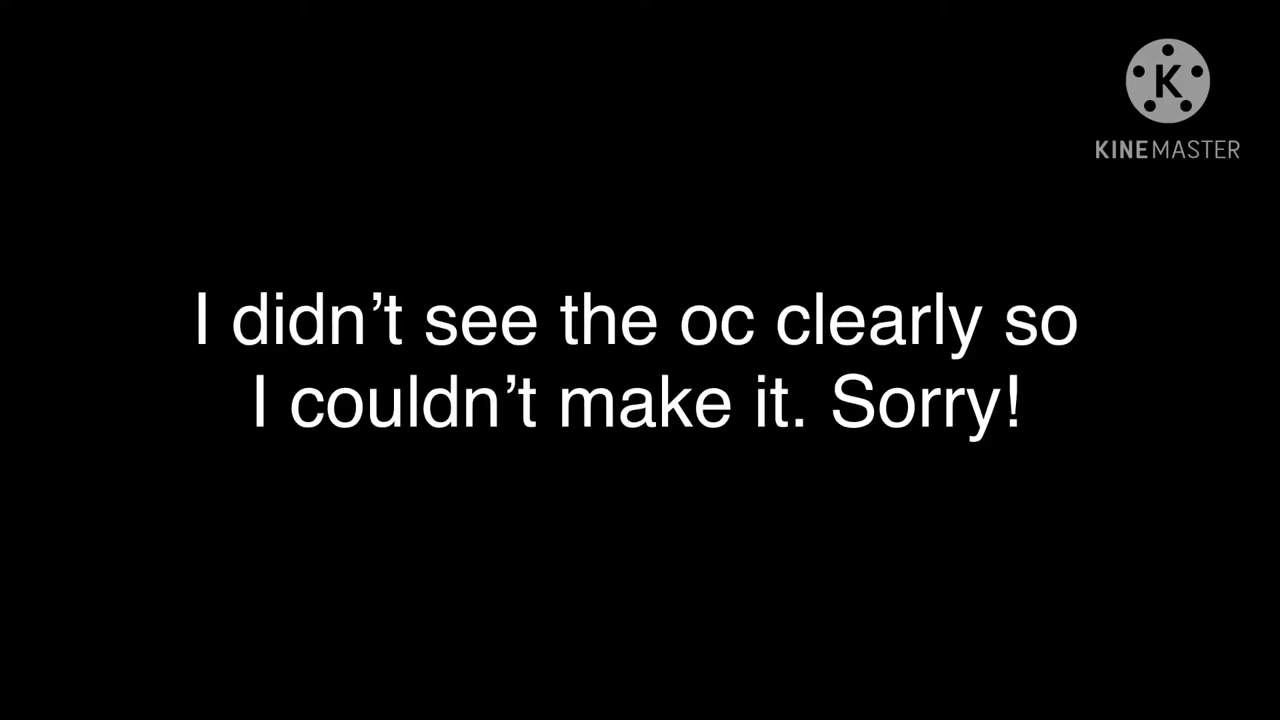 K
KINEMASTER
I didn’t see the oc clearly so
I couldn’t make it. Sorry!